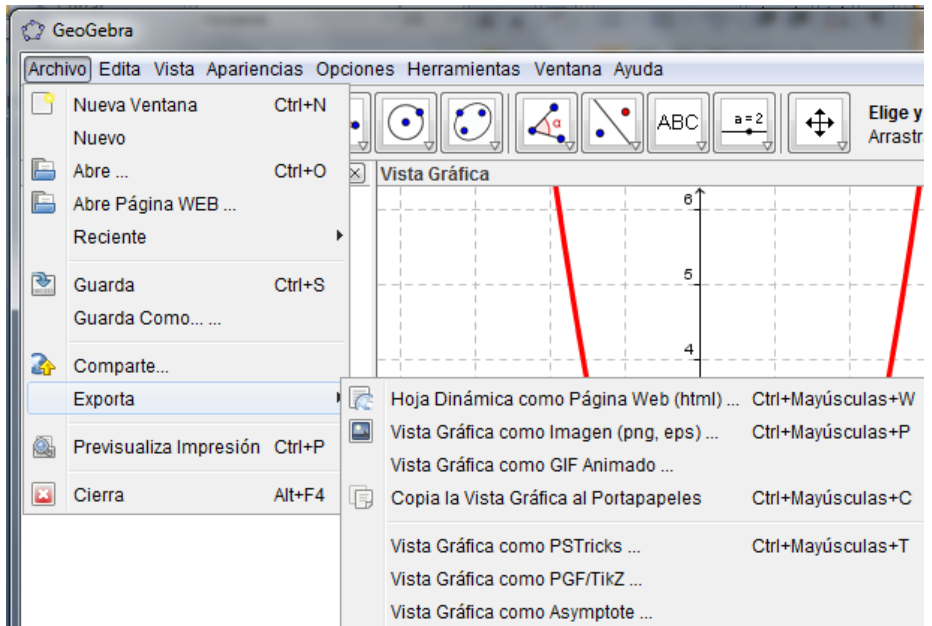 GeoGebra
Archivo Edita Vista Apariencias Opciones Herramientas Ventana Ayuda
Nueva Ventana Ctrl+N
Nuevo
Abre ... Ctrl+O
Abre Página WEB ...
Reciente
Guarda Ctrl+S
Guarda Como... ...
Comparte...
Exporta
Previsualiza Impresión Ctrl+P
Cierra Alt+F4
α
ABC
a=2
Elige y
Arrastr
Vista Gráfica
6
5
4
Hoja Dinámica como Página Web (html) ... Ctrl+Mayúsculas+W
Vista Gráfica como Imagen (png, eps) ... Ctrl+Mayúsculas+P
Vista Gráfica como GIF Animado ...
Copia la Vista Gráfica al Portapapeles Ctrl+Mayúsculas+C
Vista Gráfica como PSTricks ... Ctrl+Mayúsculas+T
Vista Gráfica como PGF/TikZ ...
Vista Gráfica como Asymptote ...